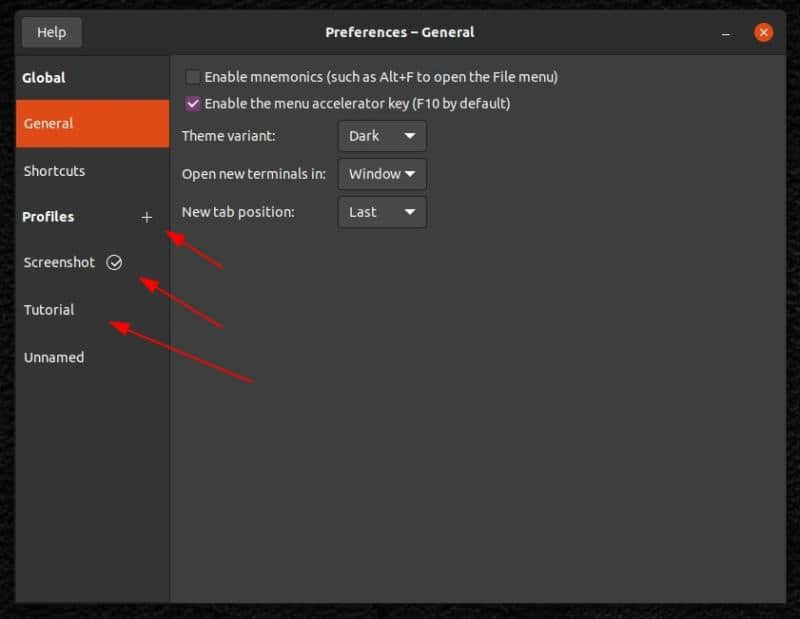 Help
Preferences – General
Global
General
Shortcuts
Profiles
Screenshot
Tutorial
Unnamed
Enable mnemonics (such as Alt+F to open the File menu)
Enable the menu accelerator key (F10 by default)
Theme variant: Dark
Open new terminals in: Window
New tab position: Last